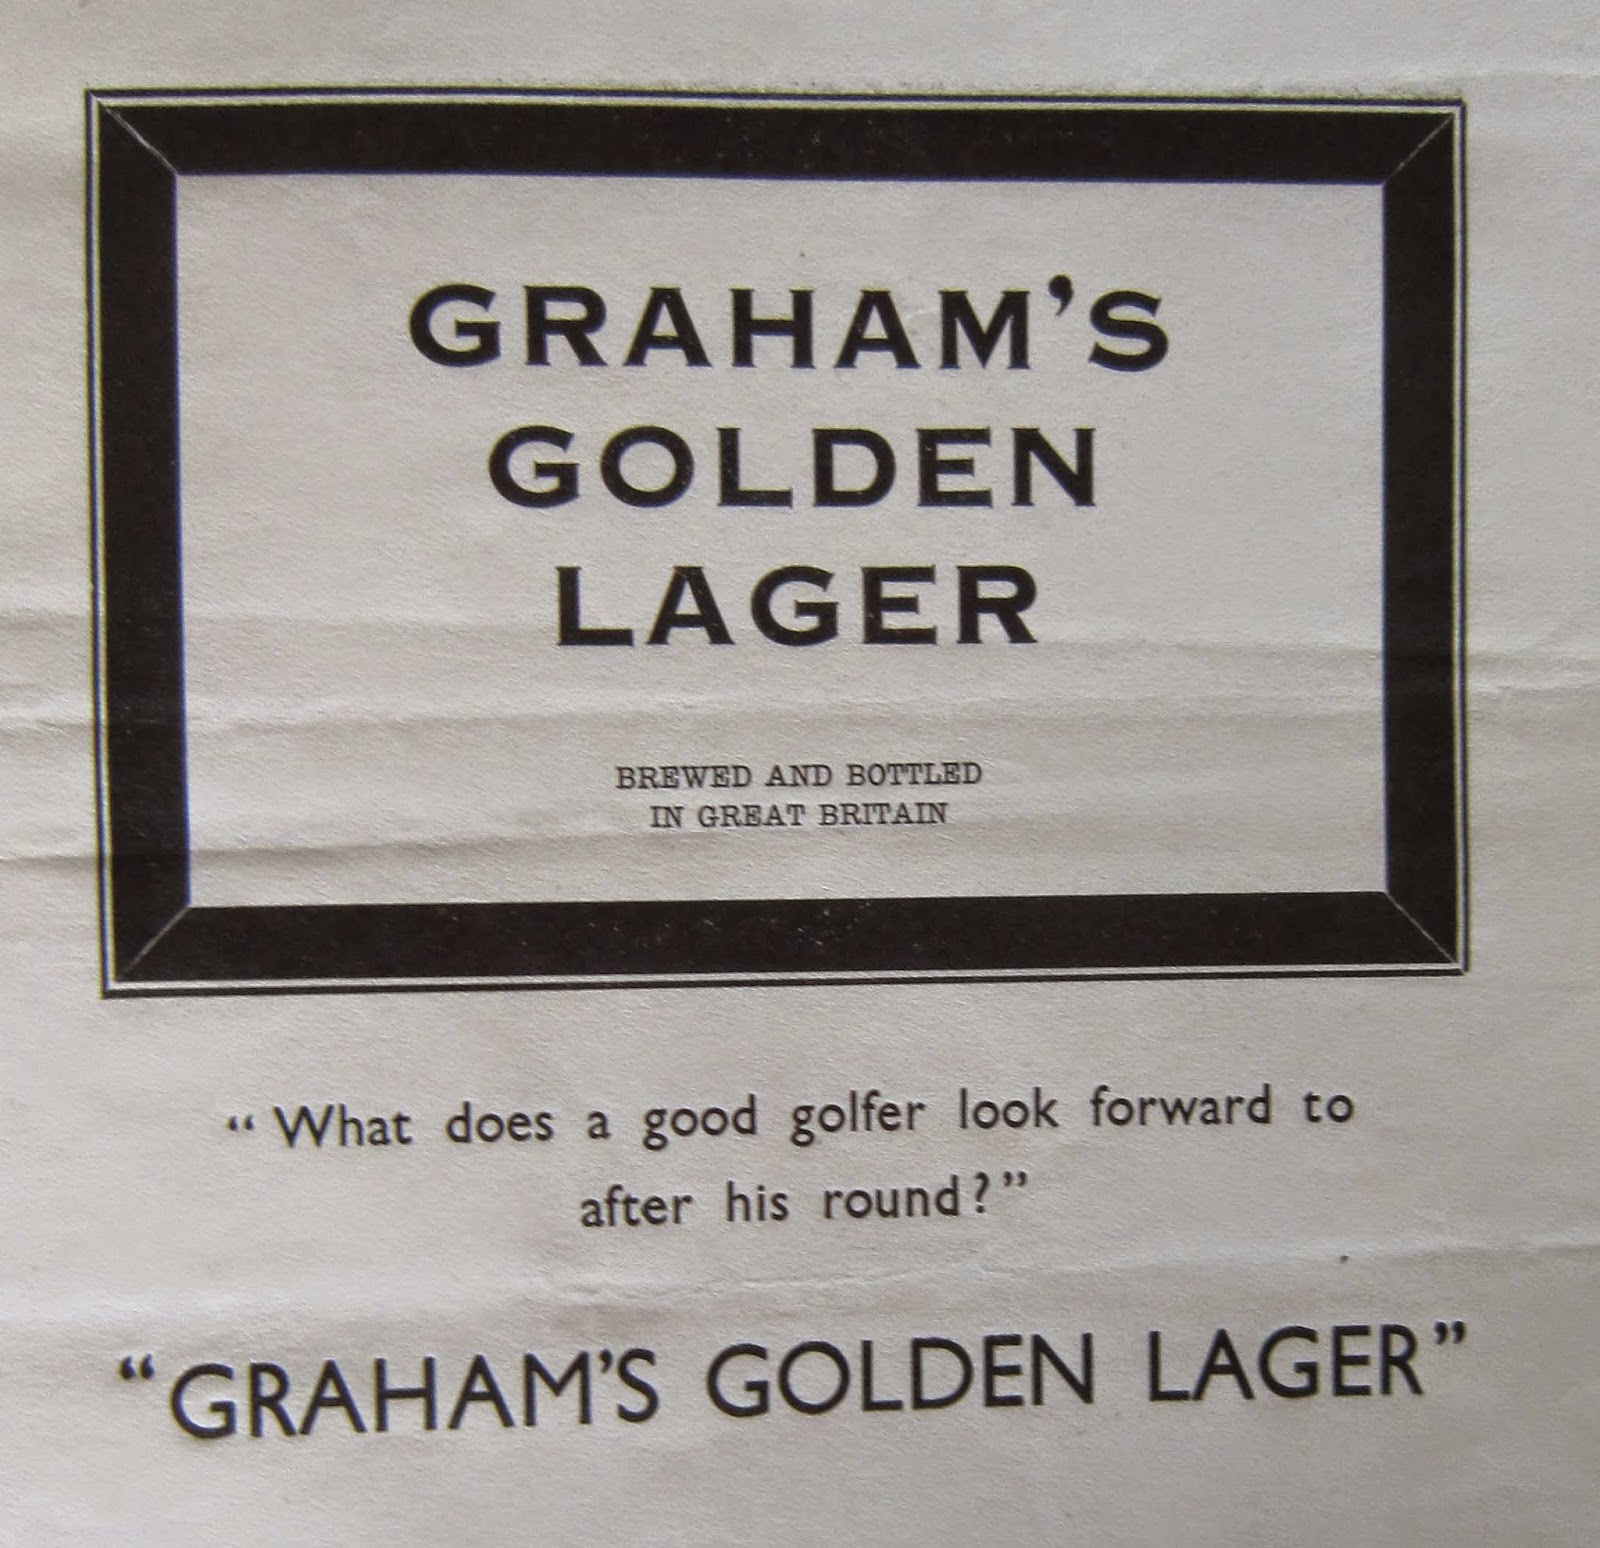 GRAHAM’S
GOLDEN
LAGER
BREWED AND BOTTLED
IN GREAT BRITAIN
“What does a good golfer look forward to
after his round?”
“GRAHAM’S GOLDEN LAGER”